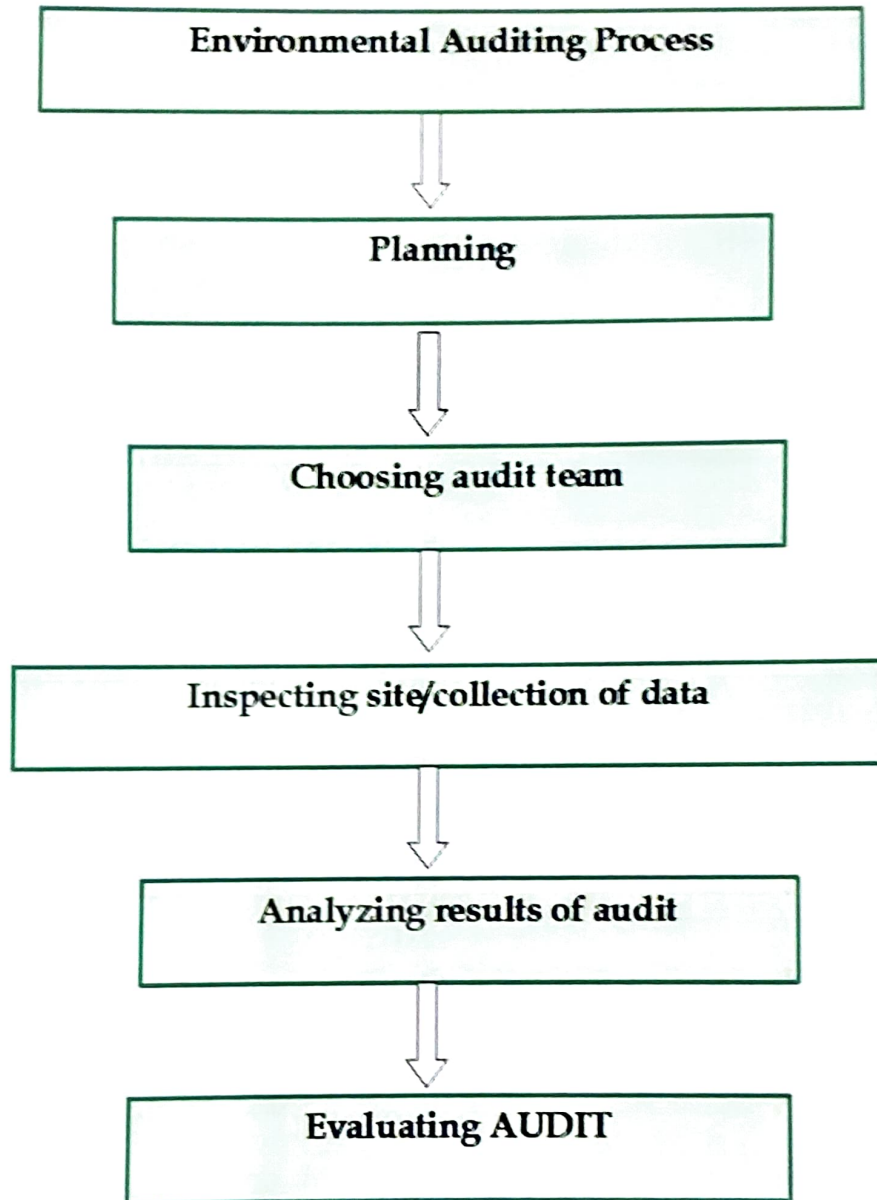 Environmental Auditing Process
Planning
Choosing audit team
Inspecting site/collection of data
Analyzing results of audit
Evaluating AUDIT